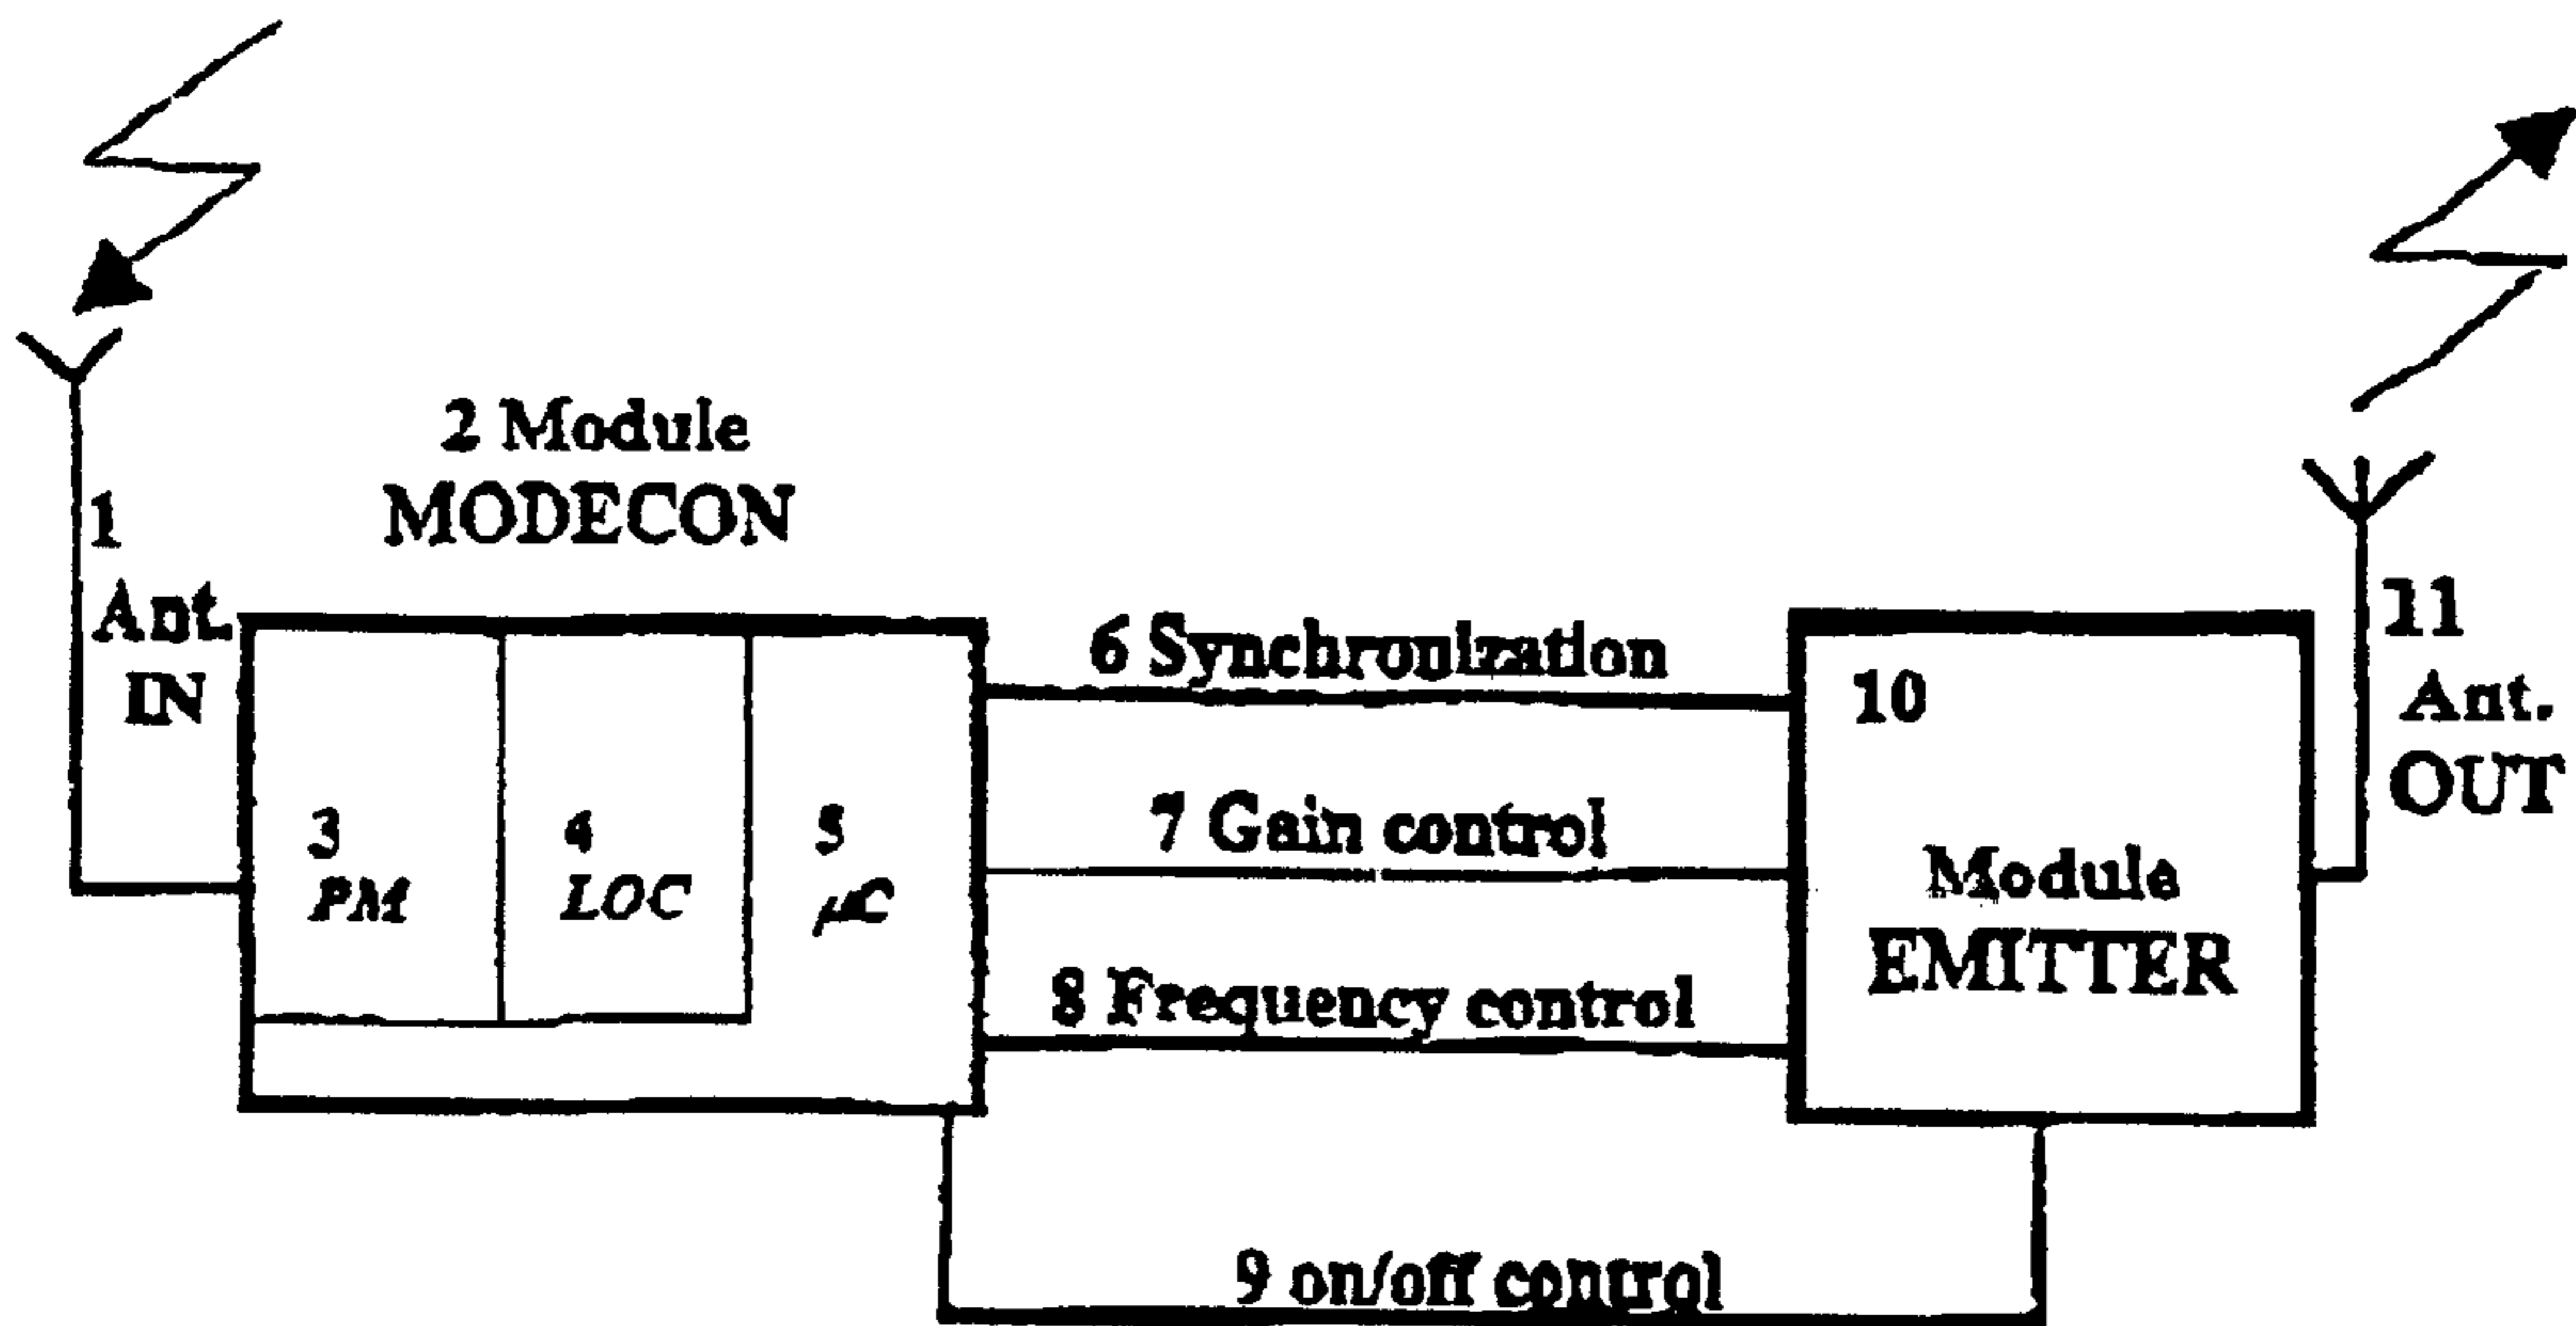 2 Module
MODECON
1
Ant.
IN
3
PM
4
LOC
5
μC
6 Synchronization
7 Gain control
8 Frequency control
9 on/off control
10
Module
EMITTER
11
Ant.
OUT